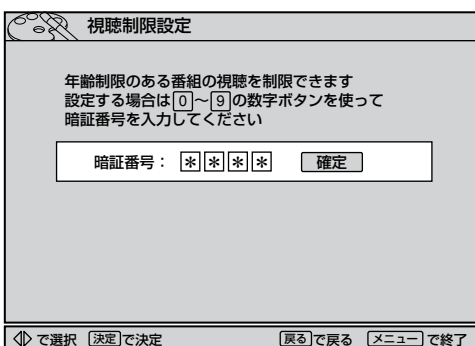 視聴制限設定
年齢制限のある番組の視聴を制限できます
設定する場合は0～9の数字ボタンを使って
暗証番号を入力してください
暗証番号： ＊＊＊＊ 確定
で選択 決定で決定 戻るで戻る メニューで終了